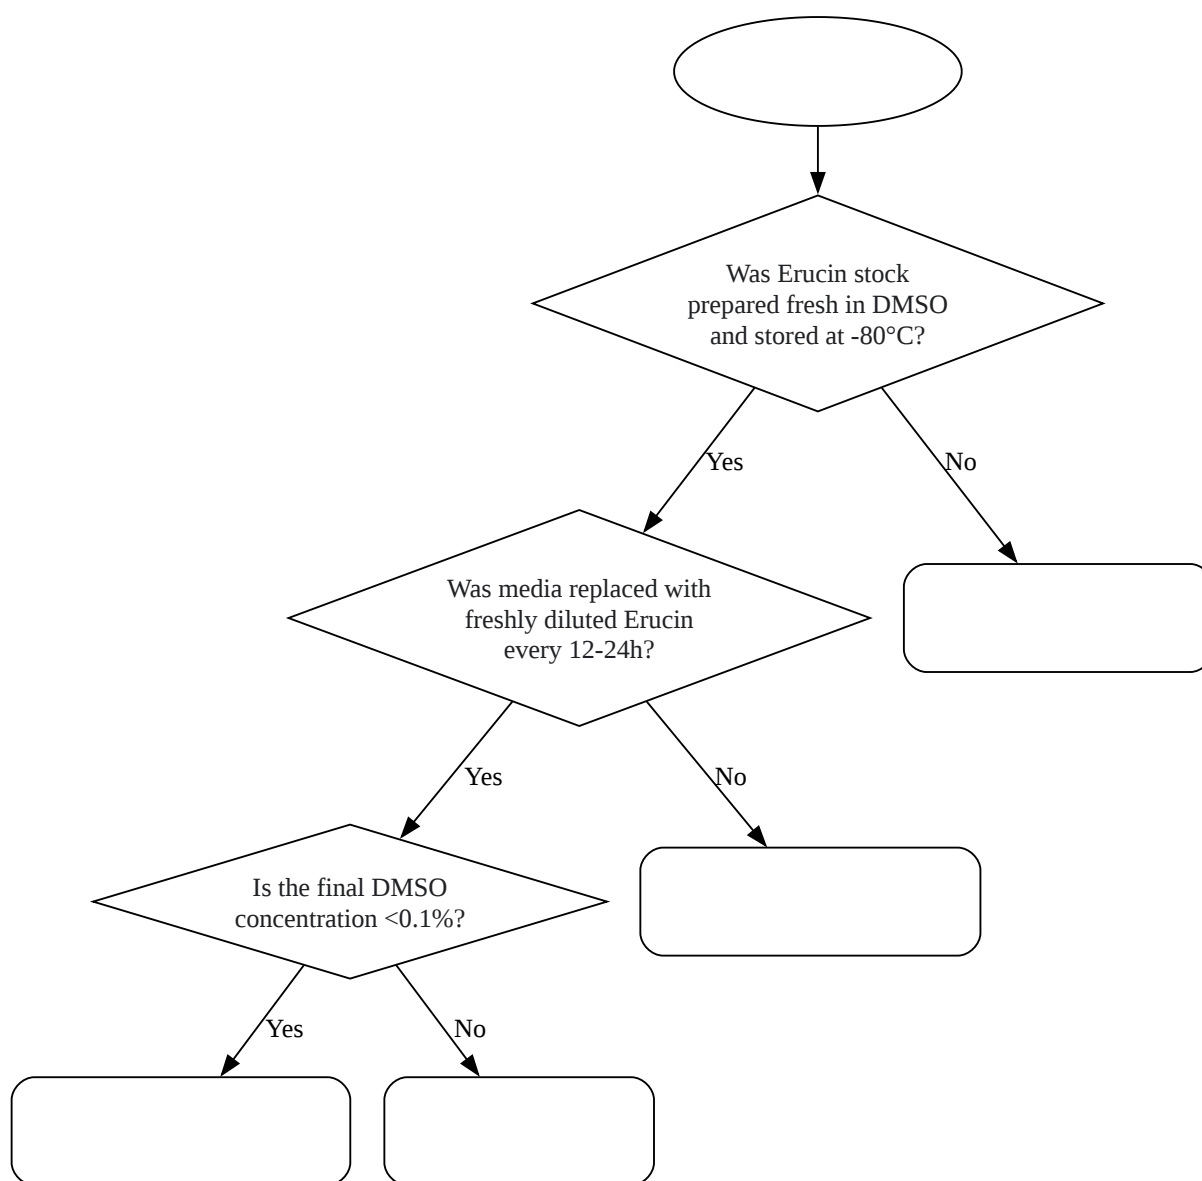 Was Erucin stock
prepared fresh in DMSO
and stored at -80°C?
Yes
No
Was media replaced with
freshly diluted Erucin
every 12-24h?
Yes
No
Is the final DMSO
concentration <0.1%?
Yes
No